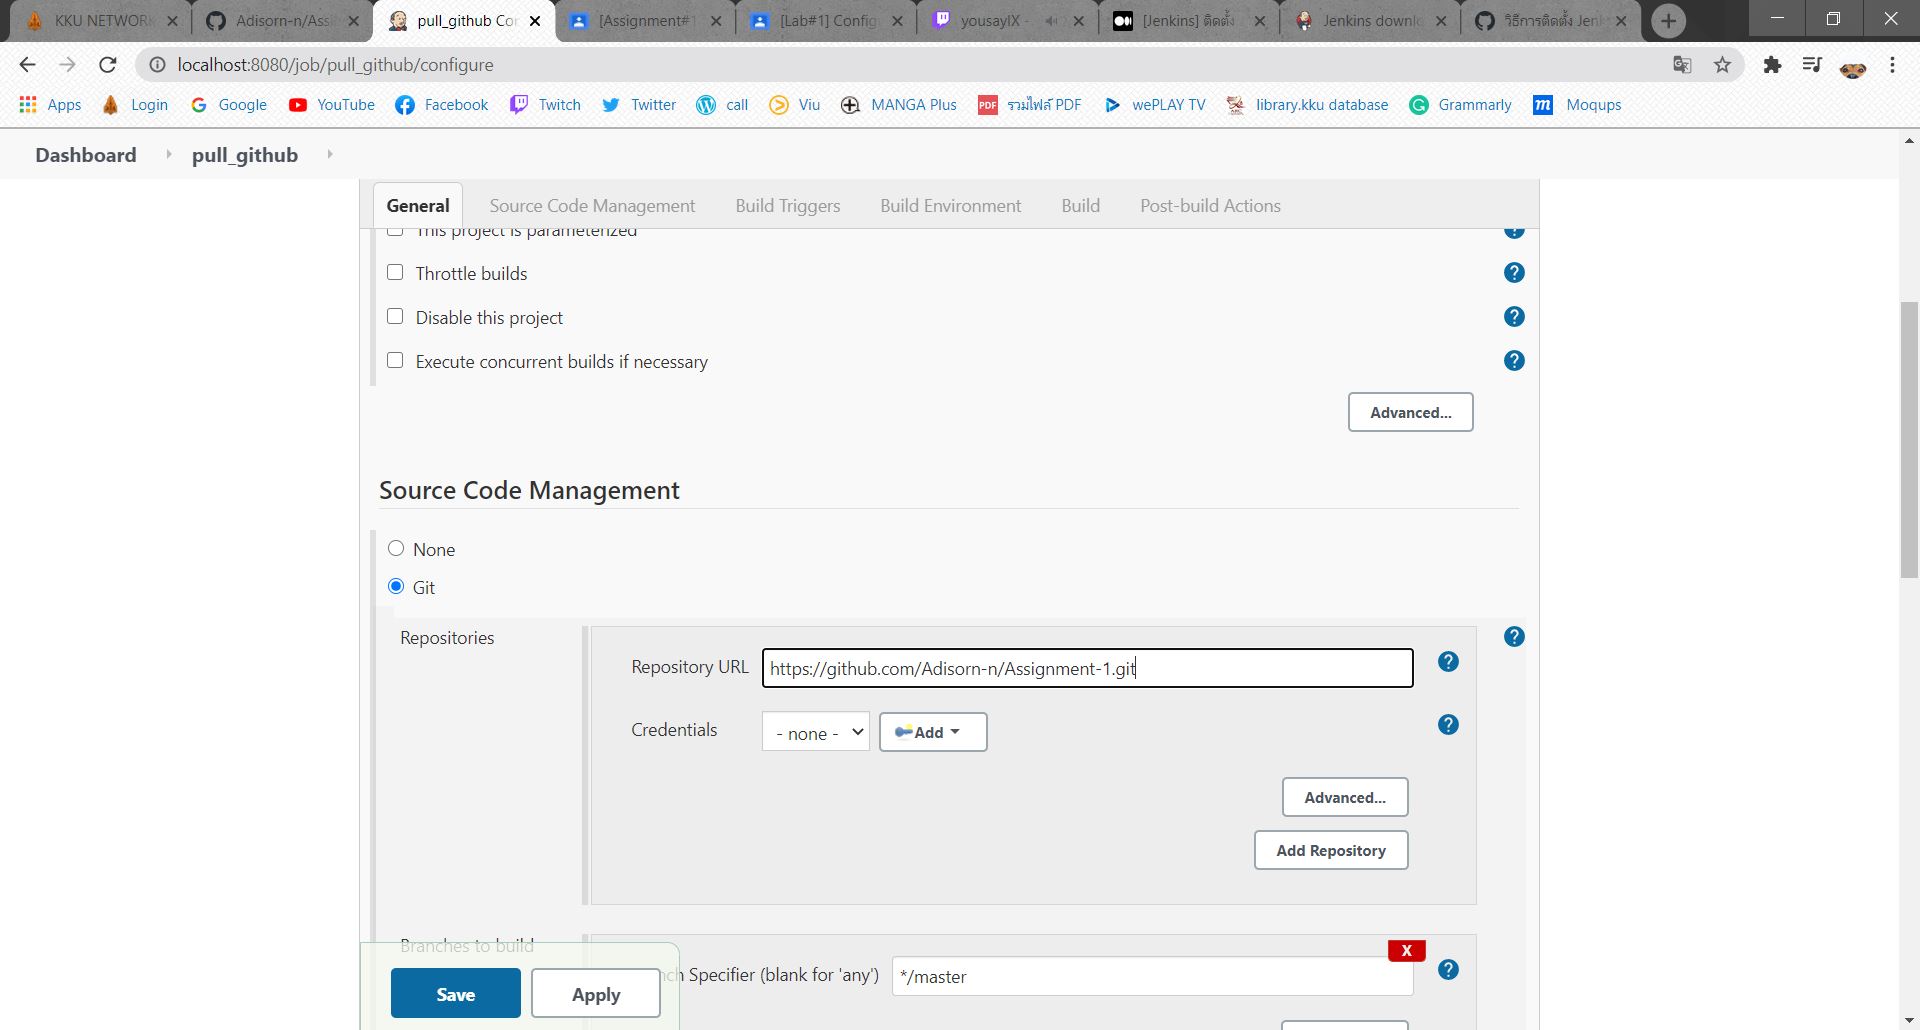 KKU NETWORK
Adisorn-n/Assi
pull_github Co
[Assignment#1
[Lab#1] Config
yousayIX -
[Jenkins] ติดตั้ง
Jenkins downlo
วิธีการติดตั้ง Jen
localhost:8080/job/pull_github/configure
Apps
Login
Google
YouTube
Facebook
Twitch
Twitter
call
Viu
MANGA Plus
PDF
รวมไฟล์ PDF
wePLAY TV
library.kku database
Grammarly
m
Moqups
Dashboard
pull_github
General
Source Code Management
Build Triggers
Build Environment
Build
Post-build Actions
This project is parameterized
Throttle builds
Disable this project
Execute concurrent builds if necessary
Advanced...
Source Code Management
None
Git
Repositories
Repository URL
https://github.com/Adisorn-n/Assignment-1.git
Credentials
- none -
Add
Advanced...
Add Repository
Branches to build
X
ch Specifier (blank for 'any')
*/master
Save
Apply